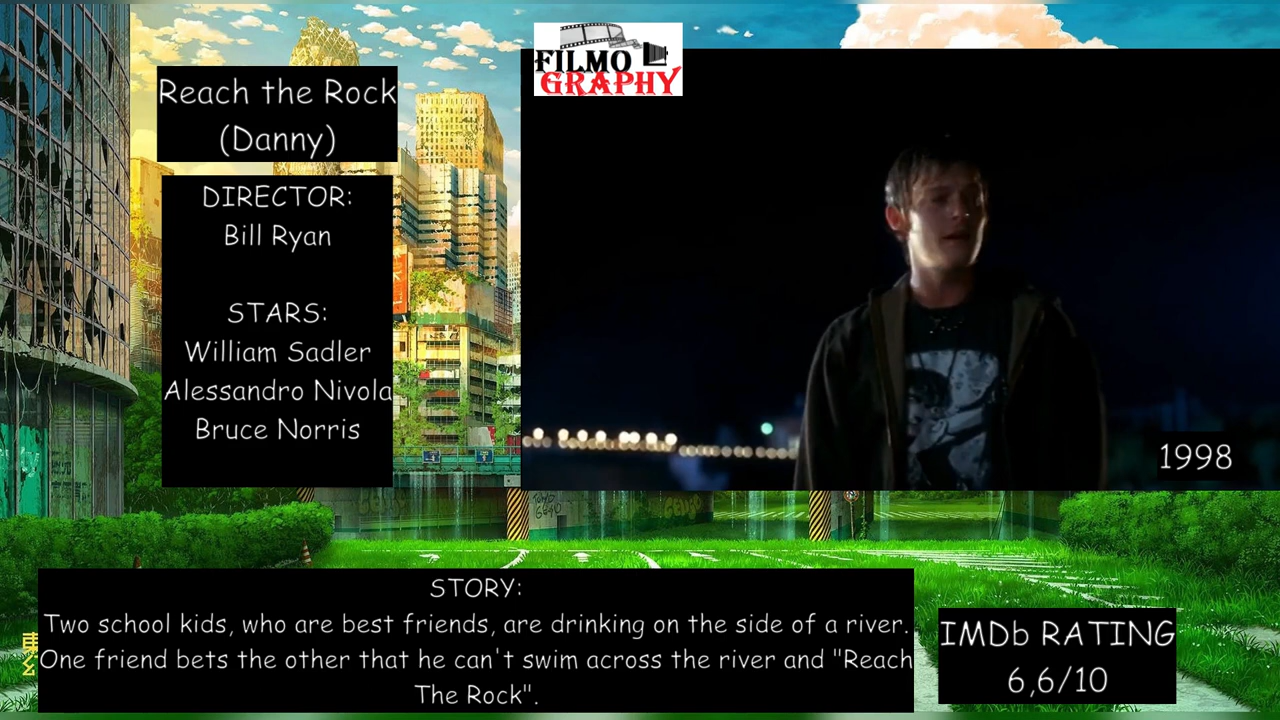 FILMO
GRAPHY
Reach the Rock
(Danny)
DIRECTOR:
Bill Ryan
STARS:
William Sadler
Alessandro Nivola
Bruce Norris
1998
STORY:
Two school kids, who are best friends, are drinking on the side of a river.
One friend bets the other that he can't swim across the river and "Reach
The Rock".
IMDb RATING
6,6/10